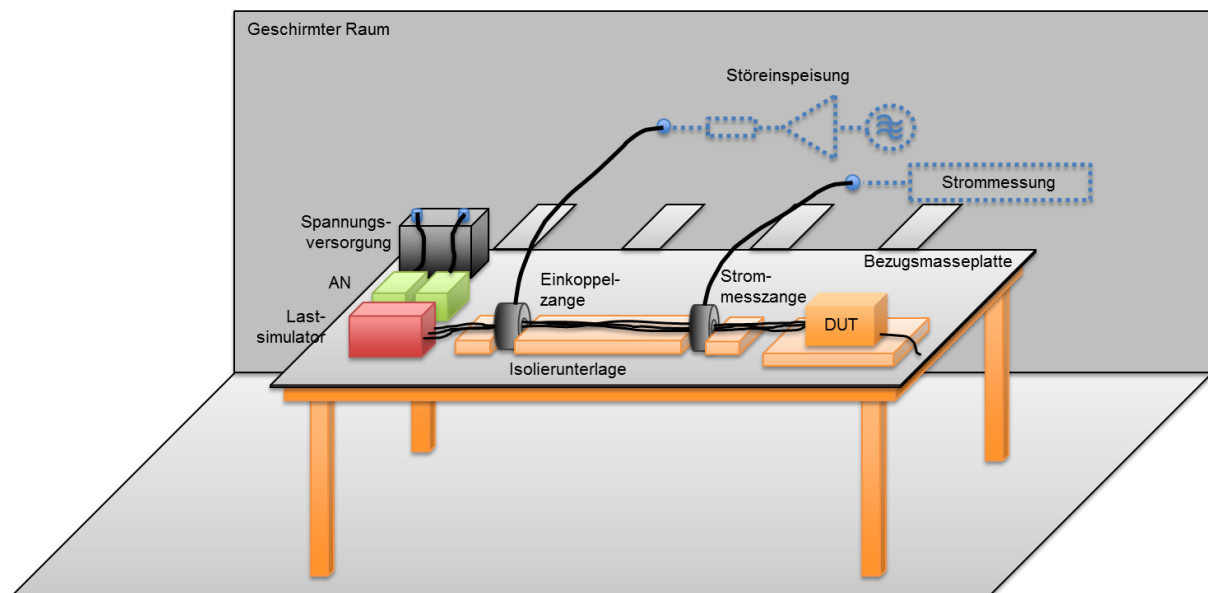 Geschirmter Raum
Störeinspeisung
Strommessung
Spannungs-
versorgung
Bezugsmasseplatte
AN
Einkoppel-
zange
Strom-
messzange
Last-
simulator
DUT
Isolierunterlage